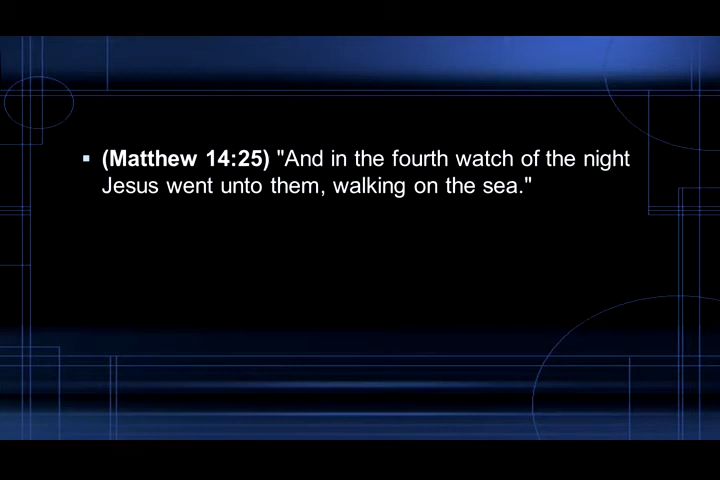 ▪ (Matthew 14:25) "And in the fourth watch of the night
Jesus went unto them, walking on the sea."